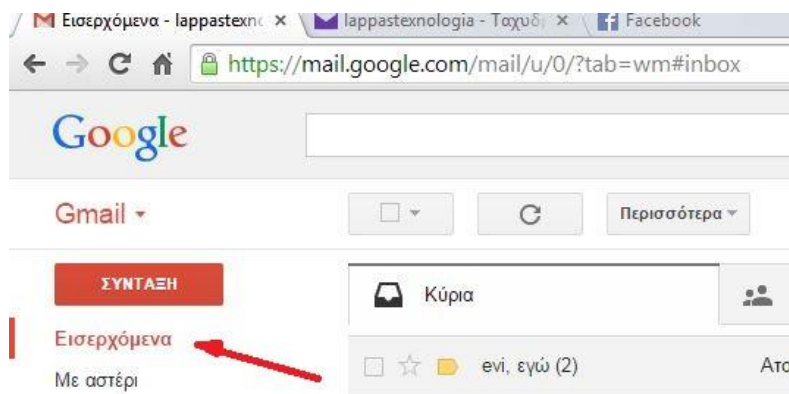 Εισερχόμενα - lappastexnc
lappastexnologia - Ταχυδ
Facebook
https://mail.google.com/mail/u/0/?tab=wm#inbox
Google
Gmail
Περισσότερα
ΣΥΝΤΑΞΗ
Κύρια
Εισερχόμενα
Με αστέρι
evi, εγώ (2)
Ατο